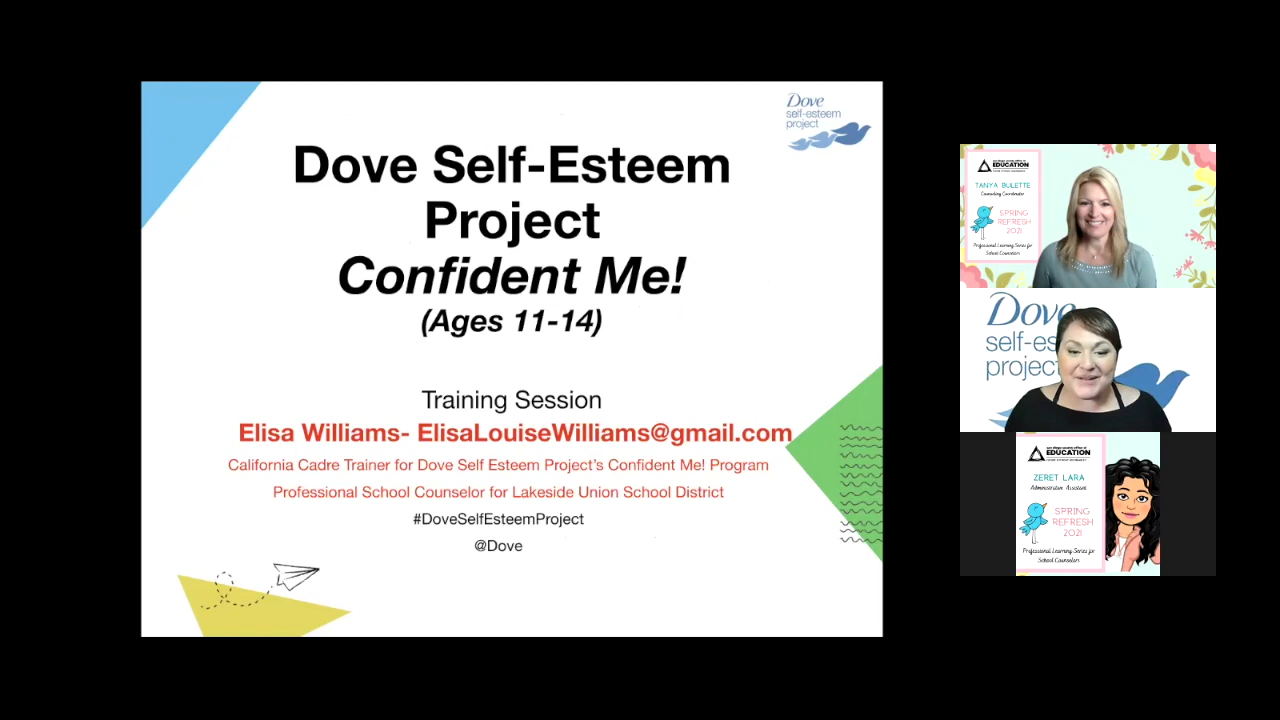 Dove
self-esteem
project
Dove Self-Esteem
Project
Confident Me!
(Ages 11-14)
Training Session
Elisa Williams- ElisaLouiseWilliams@gmail.com
California Cadre Trainer for Dove Self Esteem Project's Confident Me! Program
Professional School Counselor for Lakeside Union School District
#DoveSelfEsteemProject
@Dove
EDUCATION
TANYA BULETTE
Counseling Coordinator
SPRING
REFRESH
2021
Professional Learning Series for
School Counselors
Dove
self-es
project
EDUCATION
ZERET LARA
Administrative Assistant
SPRING
REFRESH
2021
Professional Learning Series for
School Counselors